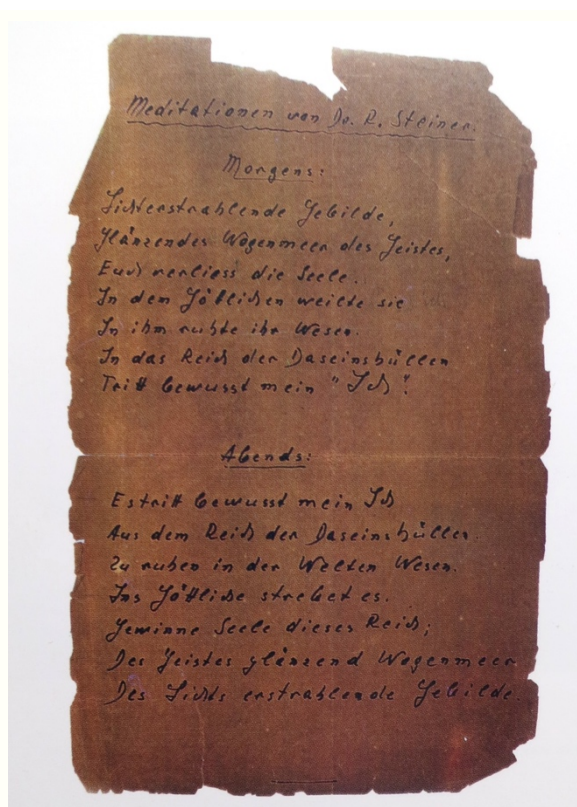 Meditationen von Dr. R. Steiner.
Morgens:
Lichterstrahlende Gebilde,
Glänzendes Wogenmeer des Geistes,
Euch verliess die Seele.
In dem Göttlichen weilte sie
In ihm ruhte ihr Wesen.
In das Reich der Daseinshüllen
Tritt bewusst mein "Ich".
Abends:
Es tritt bewusst mein Ich
Aus dem Reich der Daseinshüllen.
Zu ruhen in der Welten Wesen.
Ins Göttliche strebet es.
Gewinne Seele dieses Reich;
Des Geistes glänzend Wogenmeer
Des Lichts erstrahlende Gebilde.